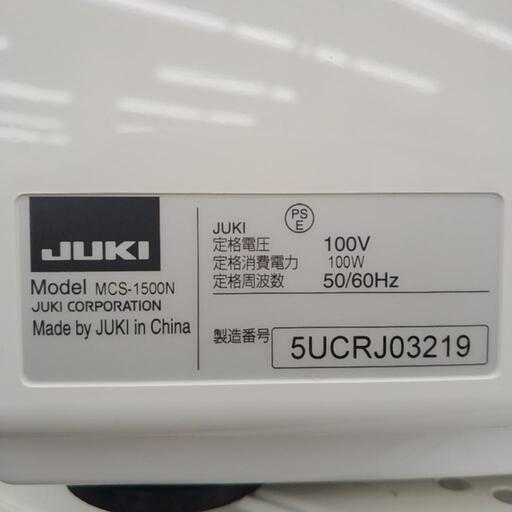 JUKI
Model MCS-1500N
JUKI CORPORATION
Made by JUKI in China
JUKI PS E
定格電圧 100V
定格消費電力 100W
定格周波数 50/60Hz
製造番号 5UCRJ03219